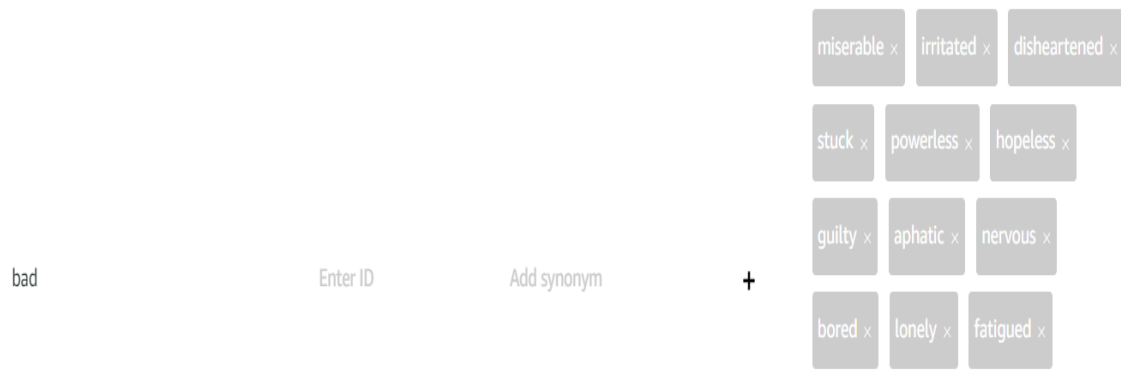 miserable x irritated x disheartened x
stuck x powerless x hopeless x
guilty x aphatic x nervous x
bad Enter ID Add synonym +
bored x lonely x fatigued x